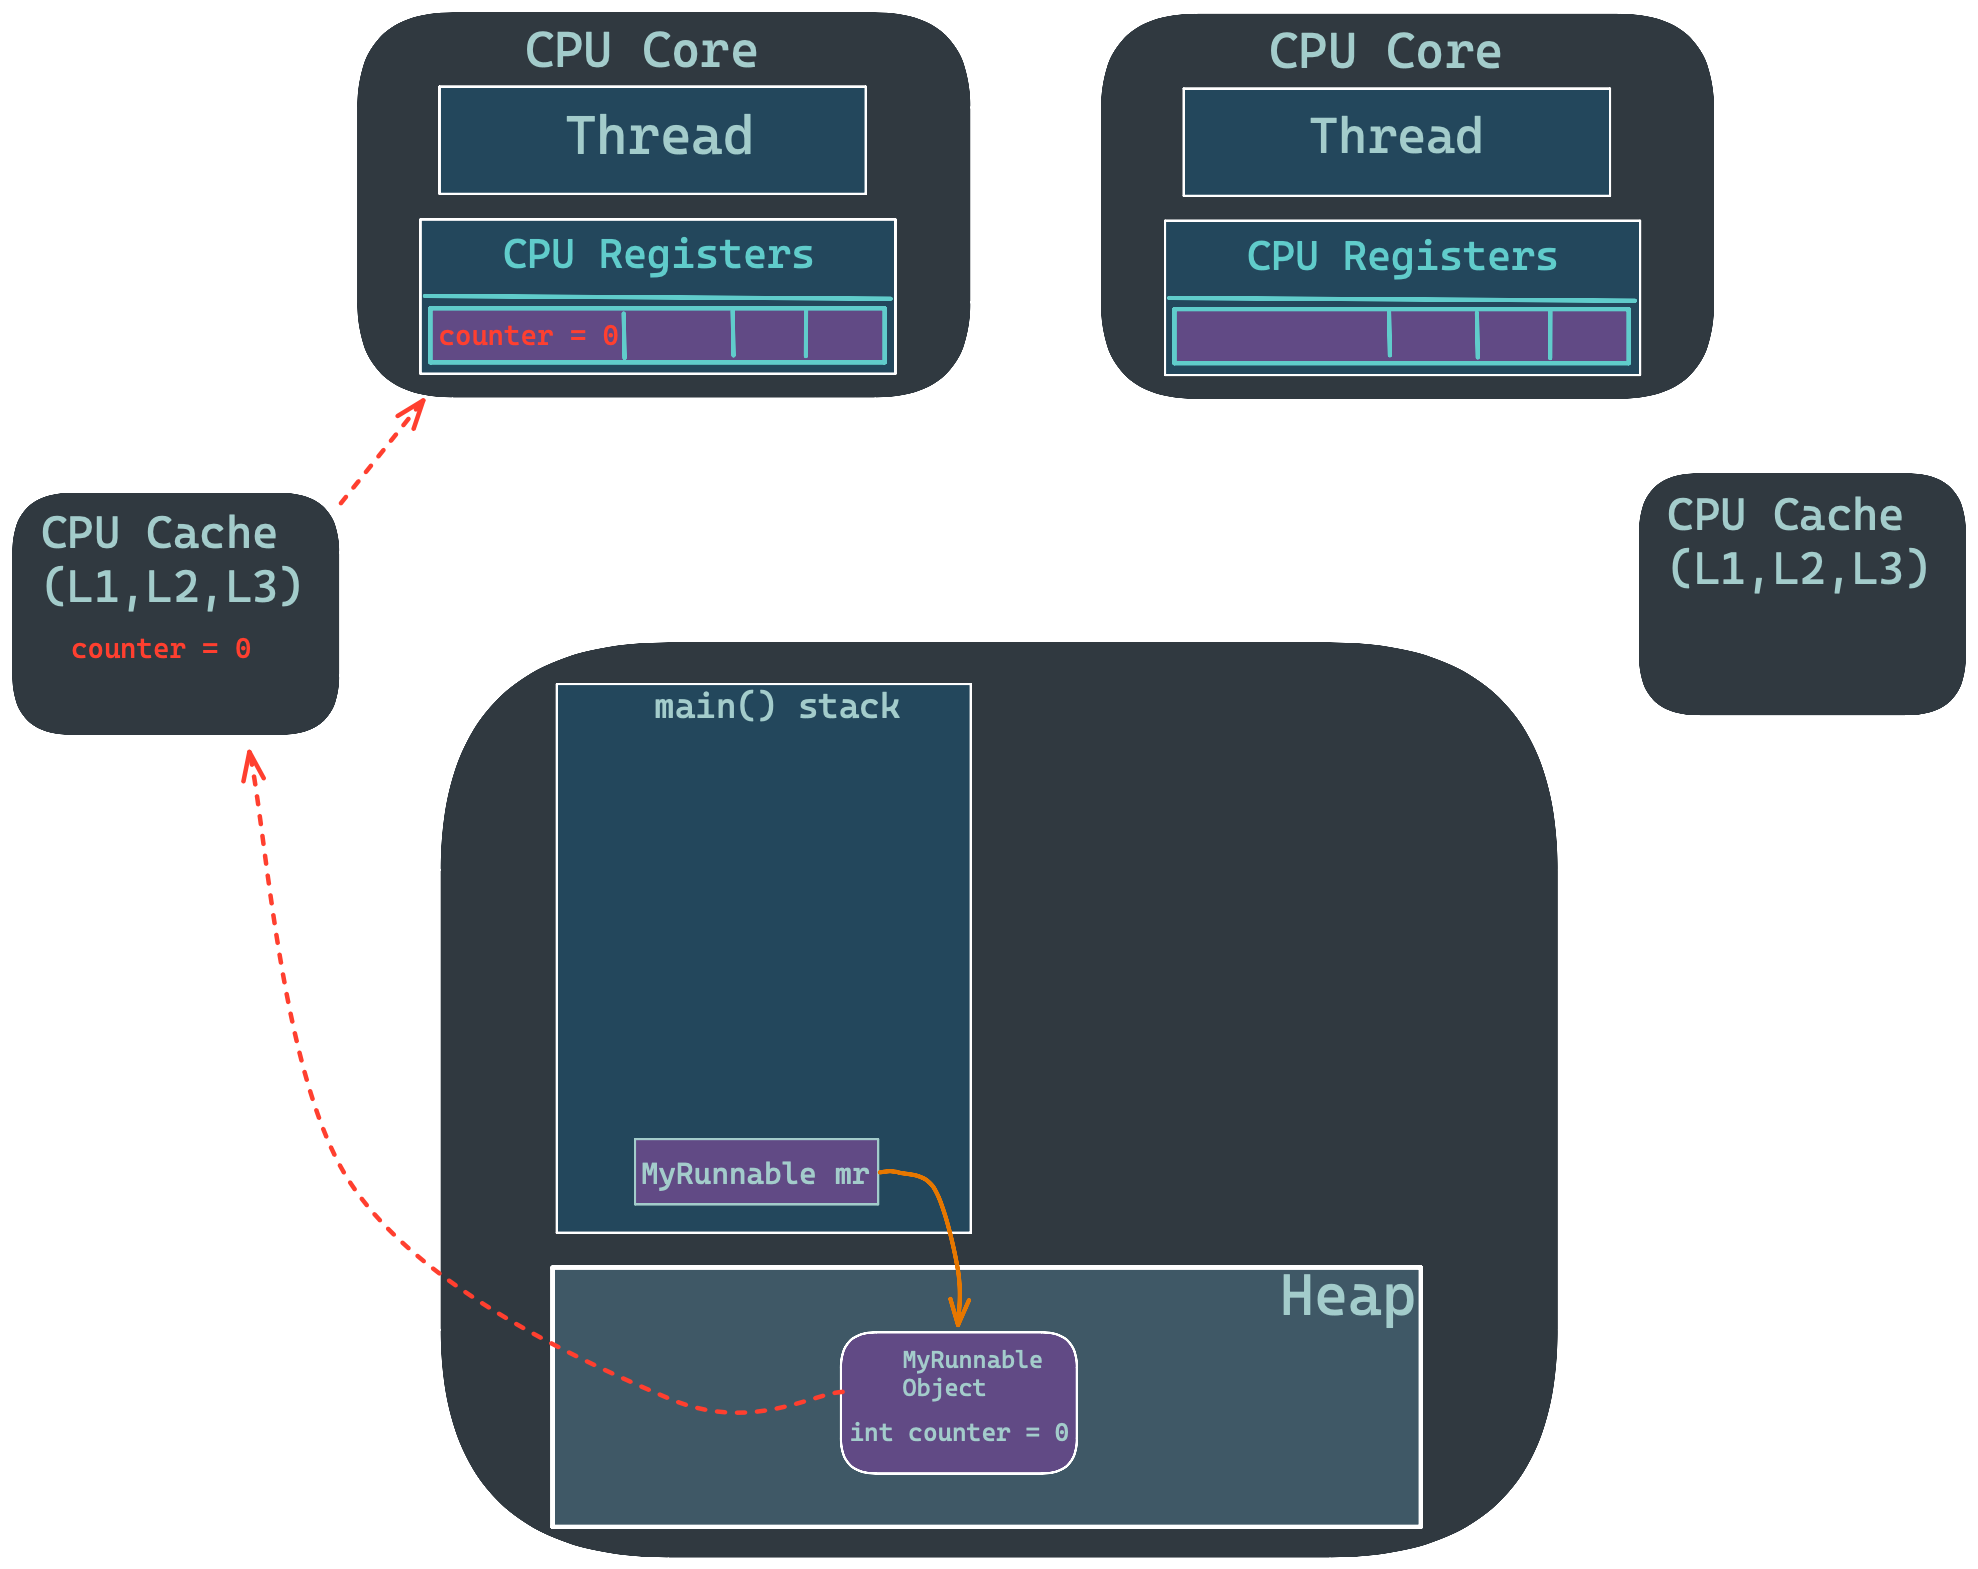 CPU Core
Thread
CPU Registers
counter = 0
CPU Core
Thread
CPU Registers
CPU Cache
(L1,L2,L3)
counter = 0
CPU Cache
(L1,L2,L3)
main() stack
MyRunnable mr
Heap
MyRunnable
Object
int counter = 0